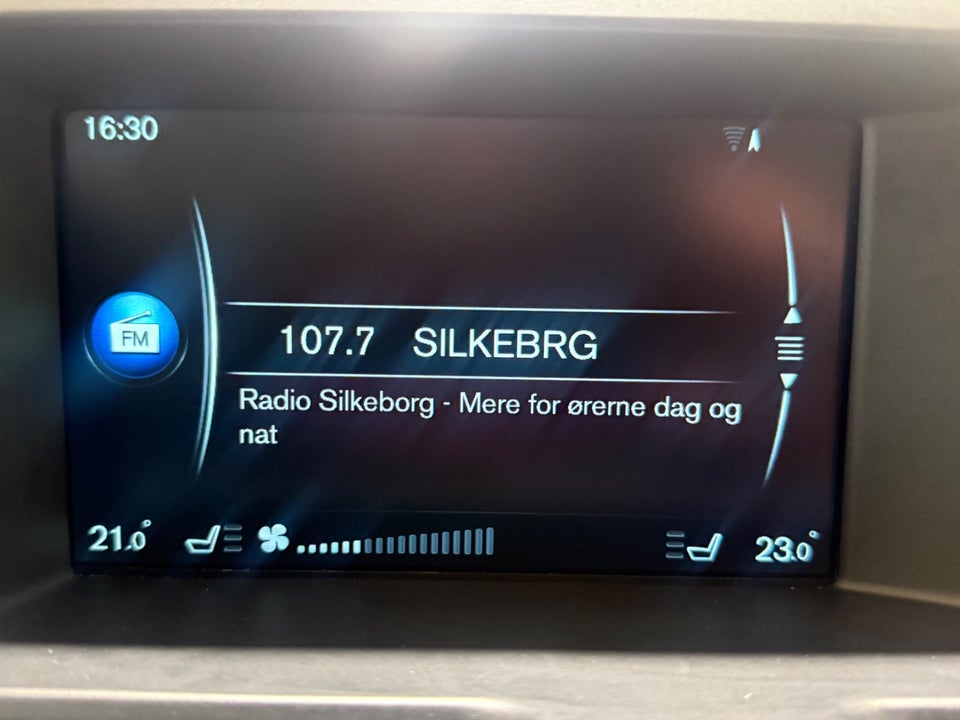 16:30
FM
107.7 SILKEBRG
Radio Silkeborg - Mere for ørerne dag og
nat
21.0° 23.0°